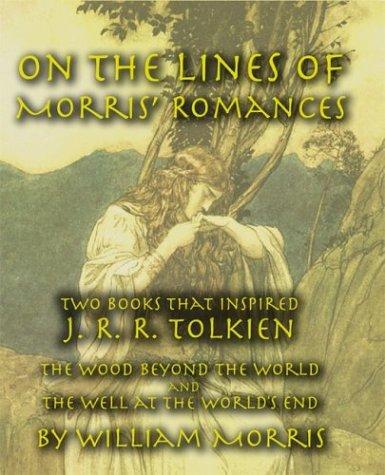 ON THE LINES OF
MORRIS' ROMANCES
TWO BOOKS THAT INSPIRED
J. R. R. TOLKIEN
THE WOOD BEYOND THE WORLD
AND
THE WELL AT THE WORLD'S END
BY WILLIAM MORRIS